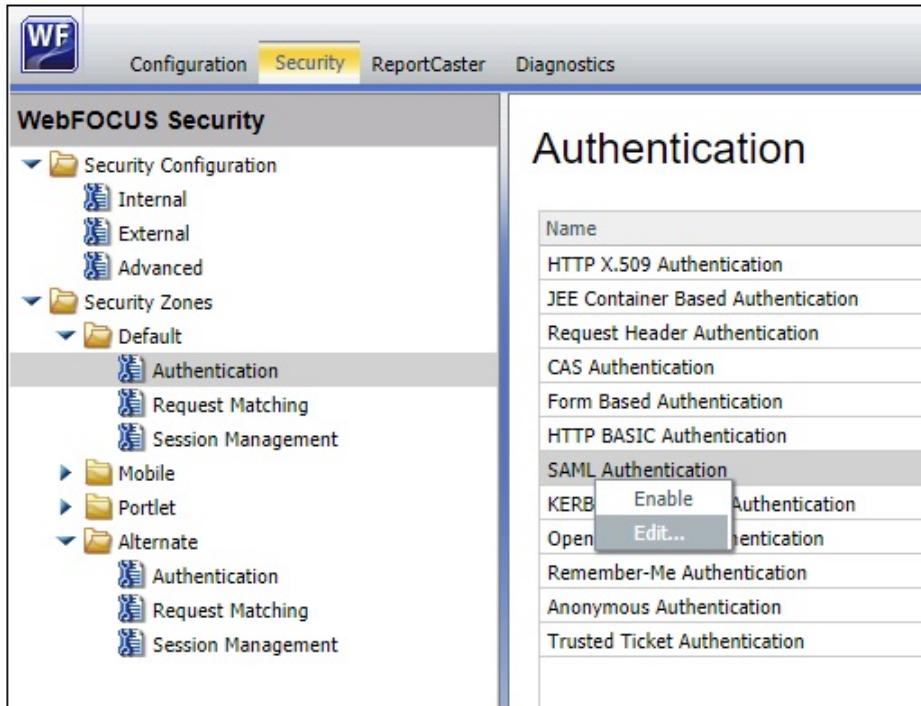 WF
Configuration Security ReportCaster Diagnostics
WebFOCUS Security
Security Configuration
Internal
External
Advanced
Security Zones
Default
Authentication
Request Matching
Session Management
Mobile
Portlet
Alternate
Authentication
Request Matching
Session Management
Authentication
Name
HTTP X.509 Authentication
JEE Container Based Authentication
Request Header Authentication
CAS Authentication
Form Based Authentication
HTTP BASIC Authentication
SAML Authentication
Enable
Edit...
KERB Authentication
Open
Remember-Me Authentication
Anonymous Authentication
Trusted Ticket Authentication